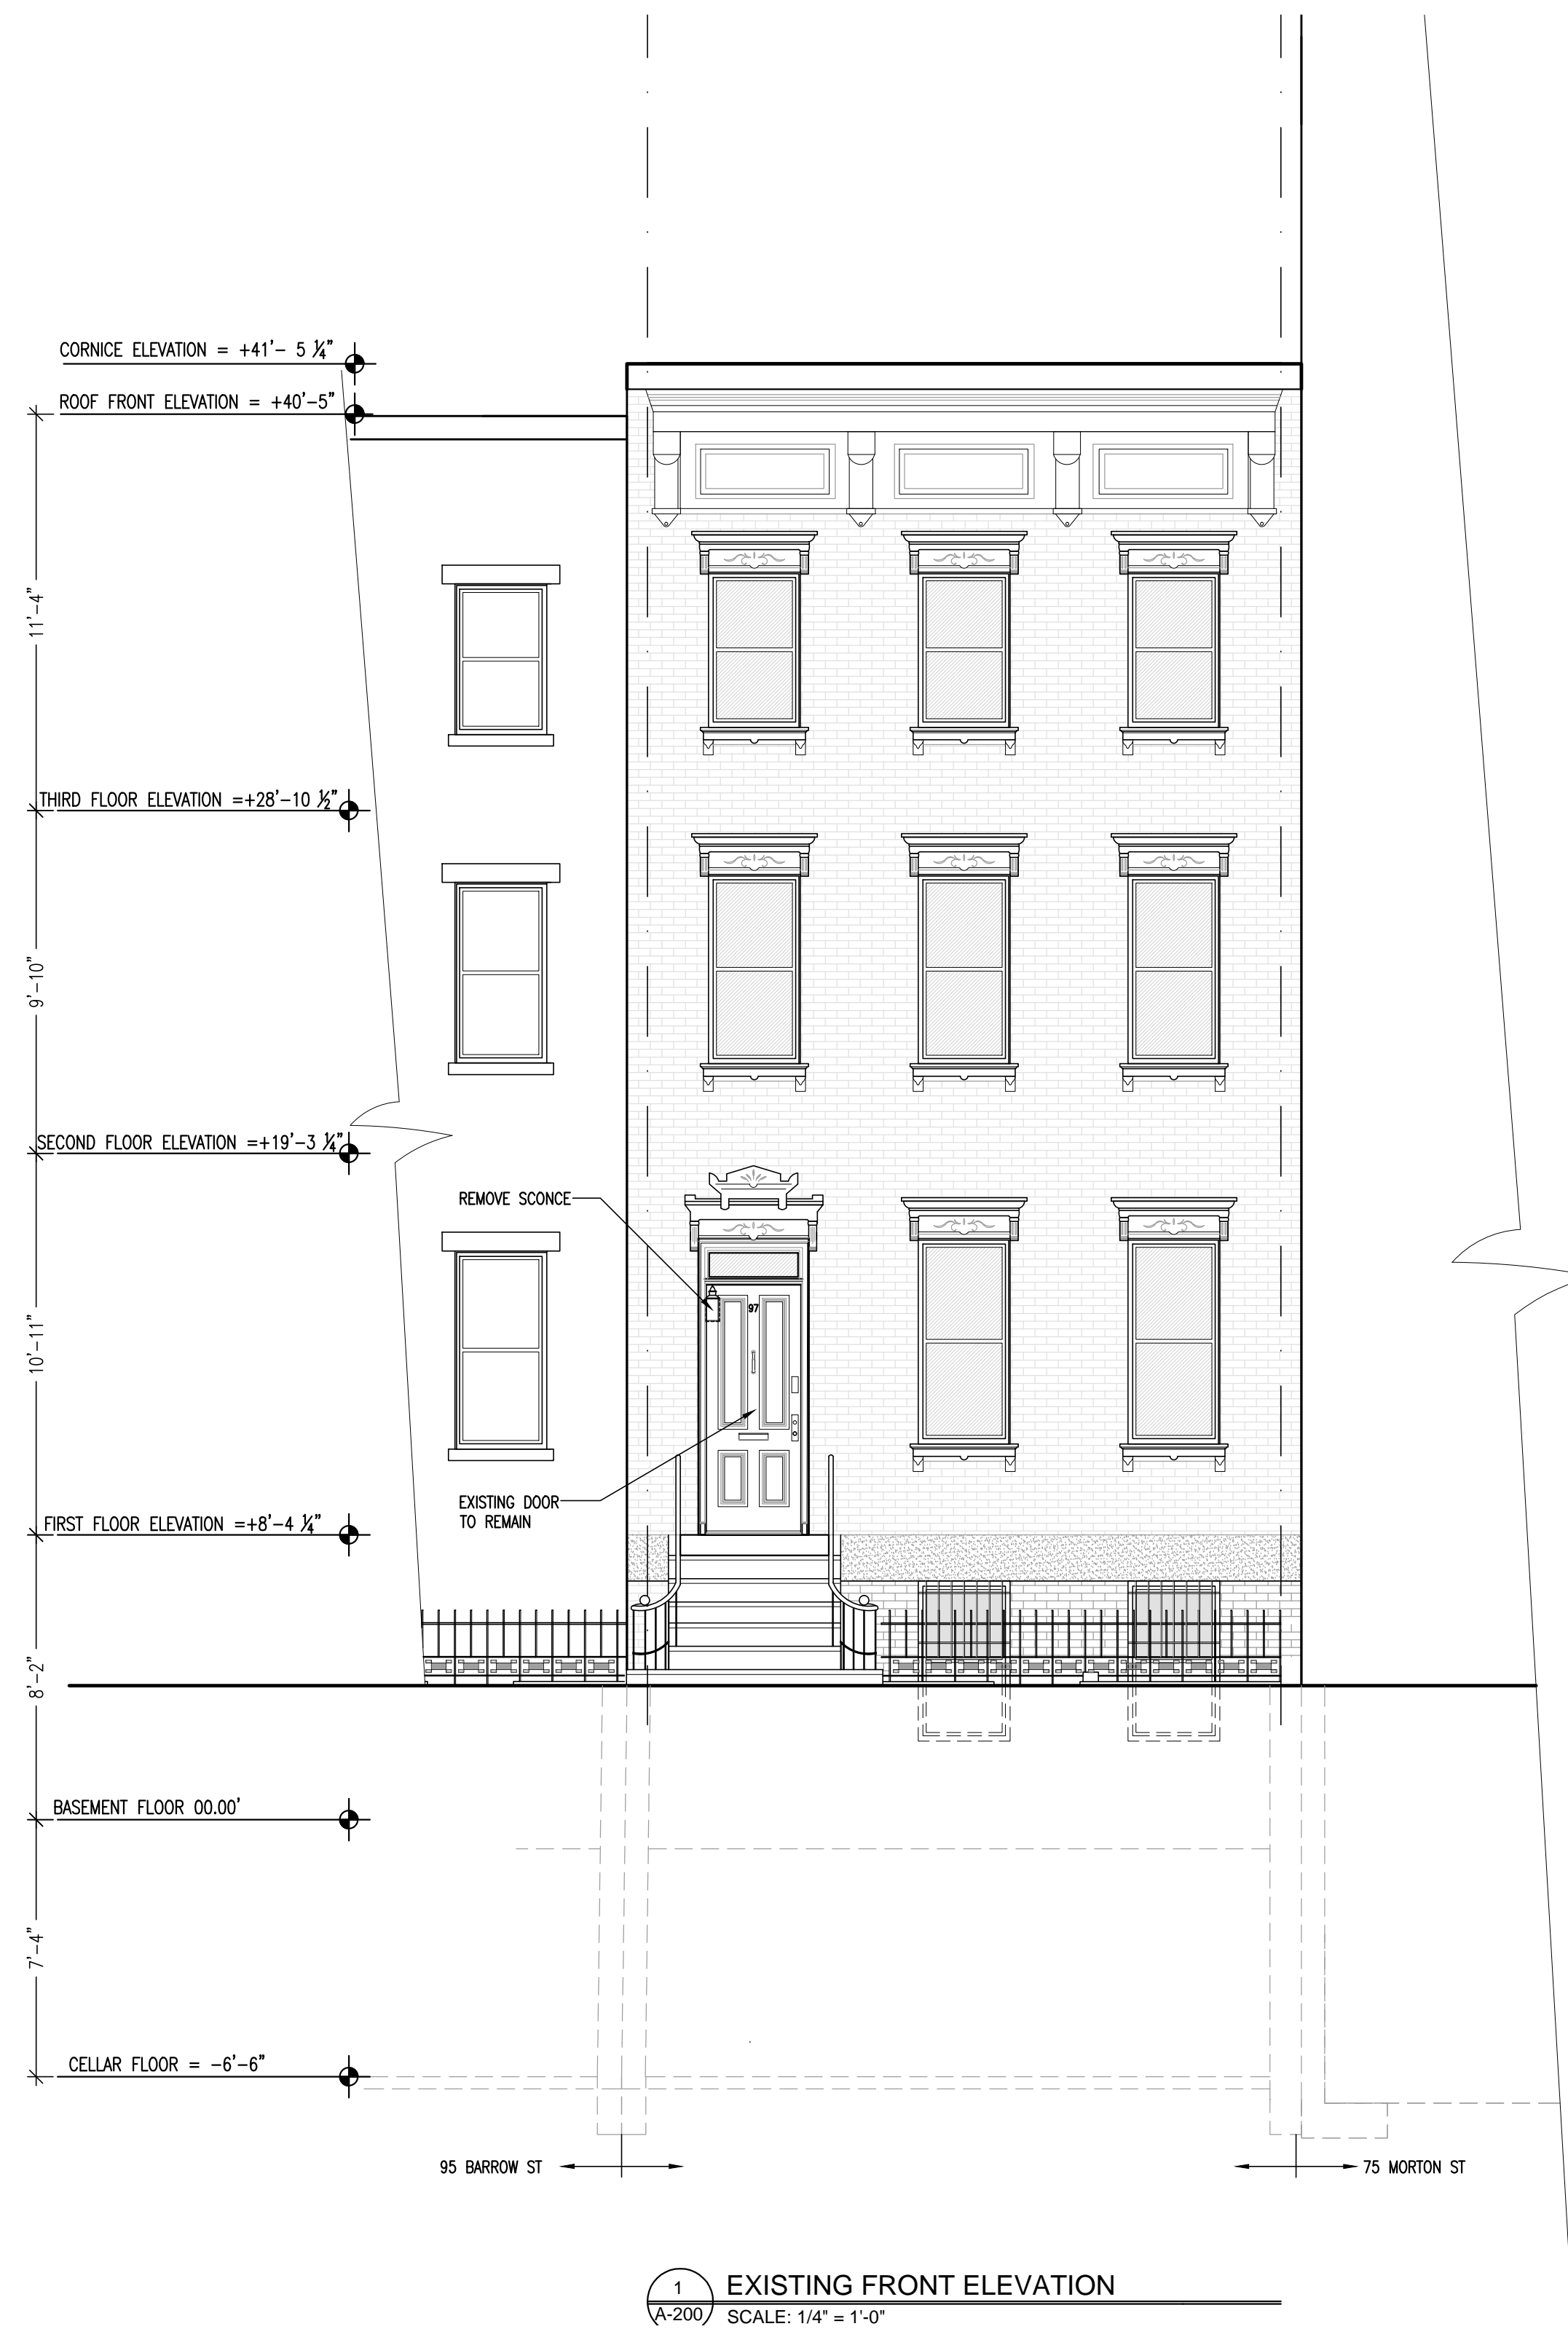 CORNICE ELEVATION = +41'- 5 ¼"
ROOF FRONT ELEVATION = +40'-5"
11'-4"
THIRD FLOOR ELEVATION =+28'-10 ½"
9'-10"
SECOND FLOOR ELEVATION =+19'-3 ¼"
REMOVE SCONCE
97
10'-11"
EXISTING DOOR
TO REMAIN
FIRST FLOOR ELEVATION =+8'-4 ¼"
8'-2"
BASEMENT FLOOR 00.00'
7'-4"
CELLAR FLOOR = -6'-6"
95 BARROW ST
75 MORTON ST
1
A-200
EXISTING FRONT ELEVATION
SCALE: 1/4" = 1'-0"